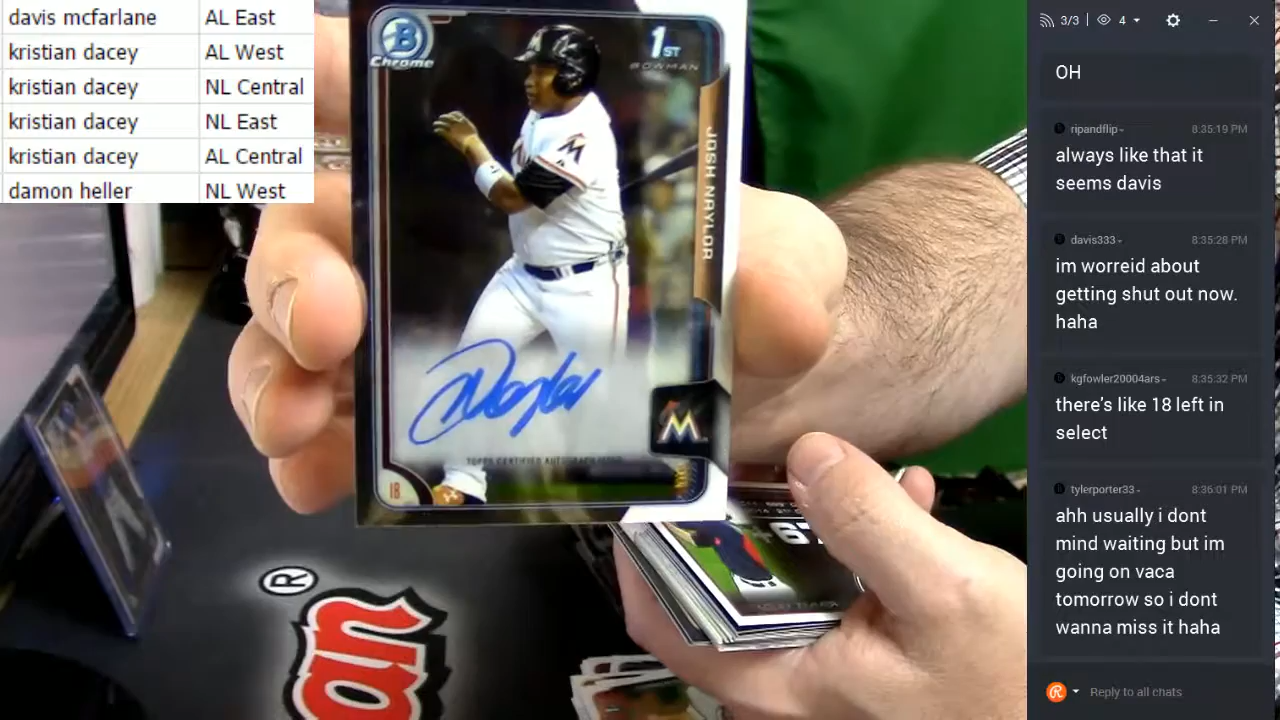 davis mcfarlane AL East
kristian dacey AL West
kristian dacey NL Central
kristian dacey NL East
kristian dacey AL Central
damon heller NL West
B
Chrome
1ST
BOWMAN
JOSH NAYLOR
TOPPS CERTIFIED AUTOGRAPH ISSUE
M
18
®
an
3/3
4
OH
ripandflip 8:35:19 PM
always like that it
seems davis
davis333 8:35:28 PM
im worreid about
getting shut out now.
haha
kgfowler20004ars 8:35:32 PM
there's like 18 left in
select
tylerporter33 8:36:01 PM
ahh usually i dont
mind waiting but im
going on vaca
tomorrow so i dont
wanna miss it haha
Reply to all chats